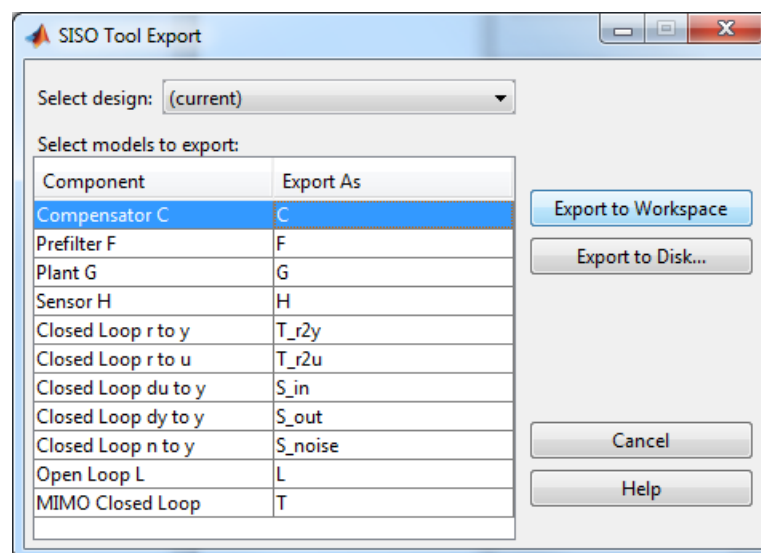 SISO Tool Export
Select design: (current)
Select models to export:
Component Export As
Compensator C C
Prefilter F F
Plant G G
Sensor H H
Closed Loop r to y T_r2y
Closed Loop r to u T_r2u
Closed Loop du to y S_in
Closed Loop dy to y S_out
Closed Loop n to y S_noise
Open Loop L L
MIMO Closed Loop T
Export to Workspace
Export to Disk...
Cancel
Help